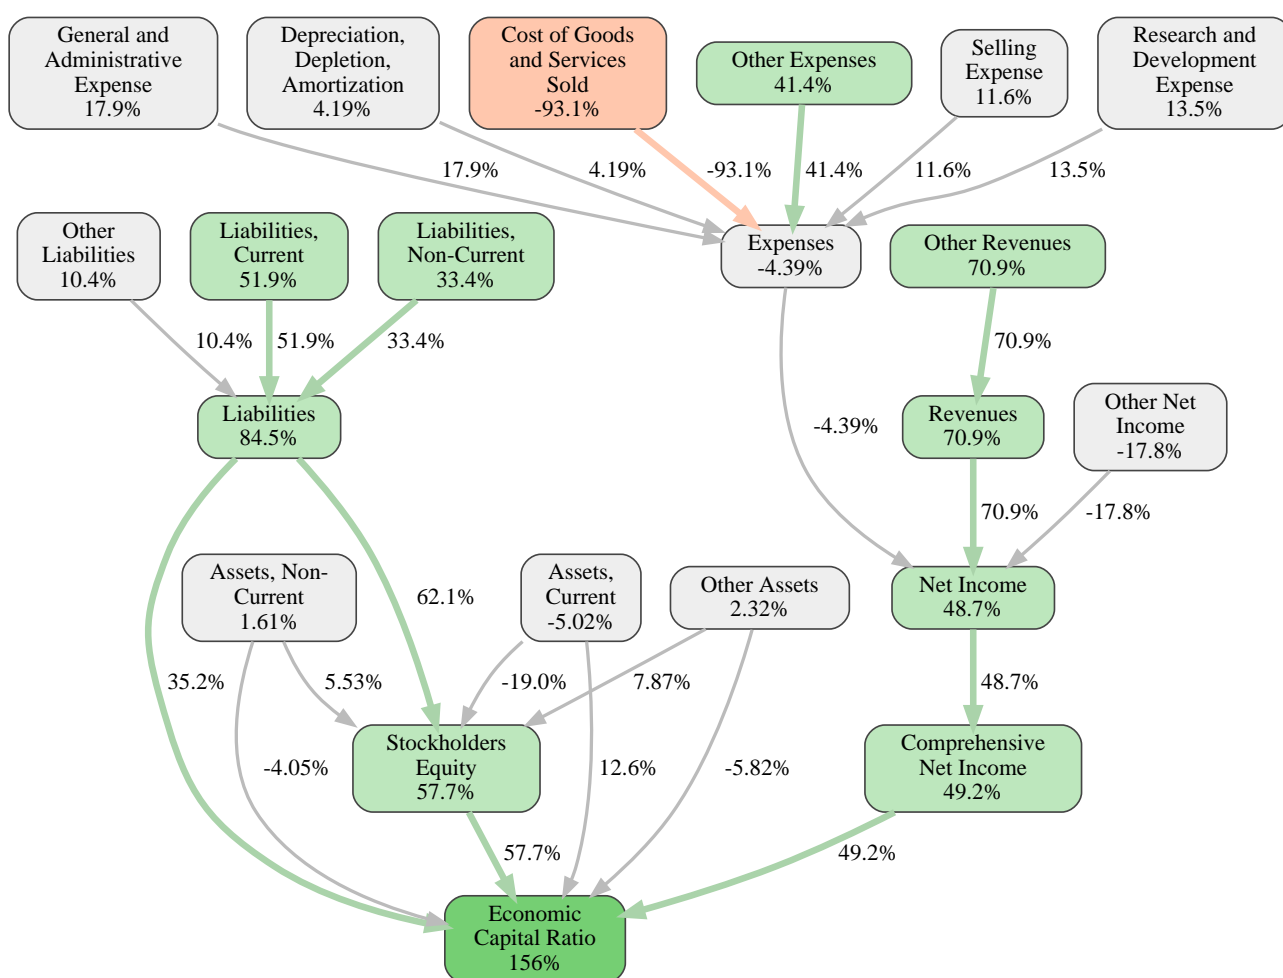 General and
Administrative
Expense
17.9%
Depreciation,
Depletion,
Amortization
4.19%
Cost of Goods
and Services
Sold
-93.1%
Other Expenses
41.4%
Selling
Expense
11.6%
Research and
Development
Expense
13.5%
17.9%
4.19%
-93.1%
41.4%
11.6%
13.5%
Other
Liabilities
10.4%
Liabilities,
Current
51.9%
Liabilities,
Non-Current
33.4%
Expenses
-4.39%
Other Revenues
70.9%
10.4%
51.9%
33.4%
70.9%
Liabilities
84.5%
-4.39%
Revenues
70.9%
Other Net
Income
-17.8%
70.9%
-17.8%
Assets, Non-
Current
1.61%
62.1%
Assets,
Current
-5.02%
Other Assets
2.32%
Net Income
48.7%
35.2%
5.53%
-19.0%
7.87%
48.7%
-4.05%
Stockholders
Equity
57.7%
12.6%
-5.82%
Comprehensive
Net Income
49.2%
57.7%
49.2%
Economic
Capital Ratio
156%